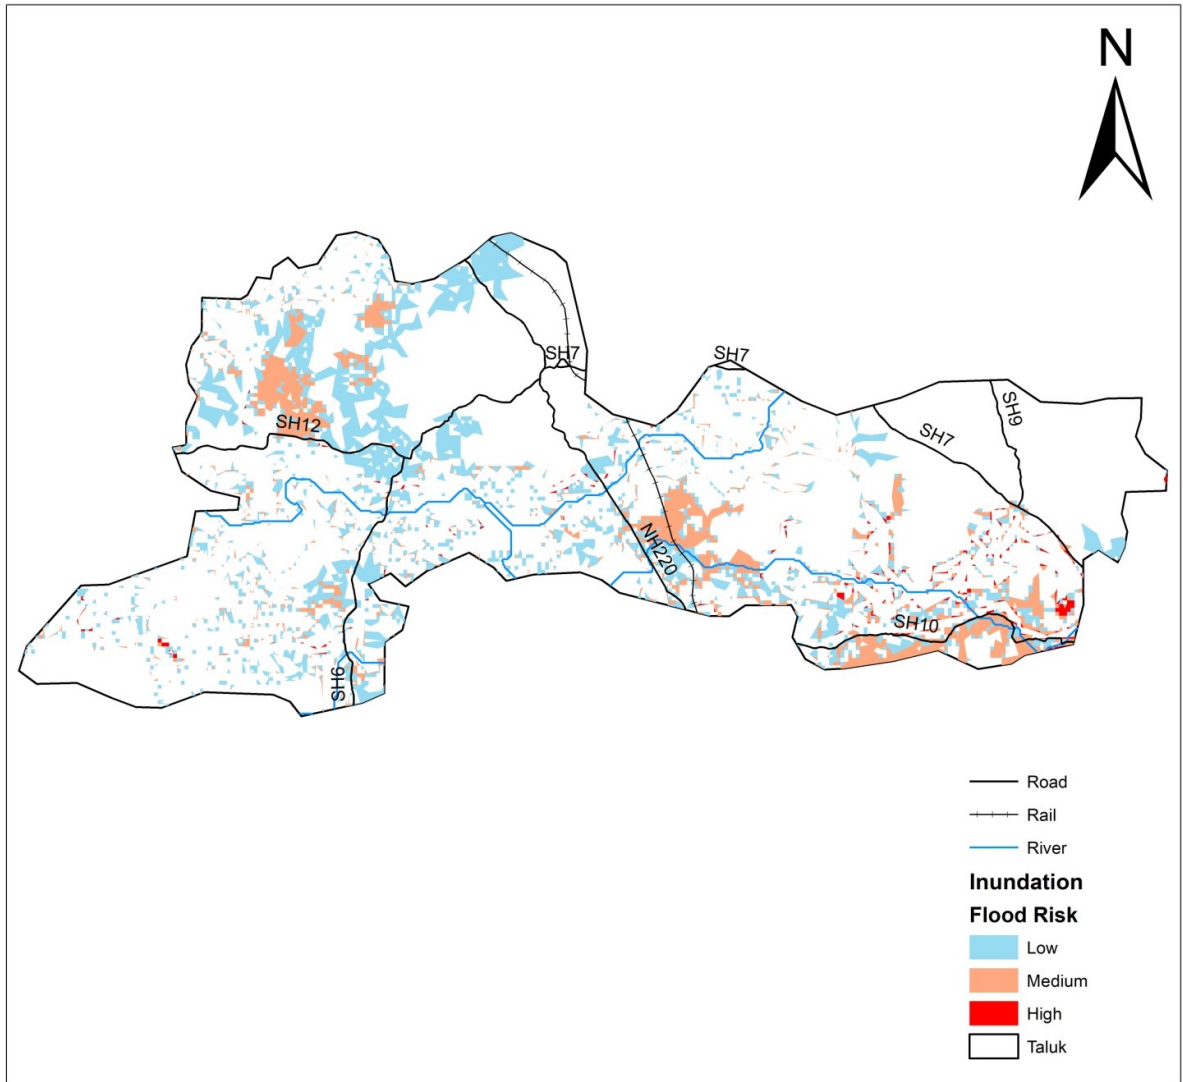 N
SH7
SH7
SH9
SH7
SH12
NH220
SH10
SH6
Road
Rail
River
Inundation
Flood Risk
Low
Medium
High
Taluk